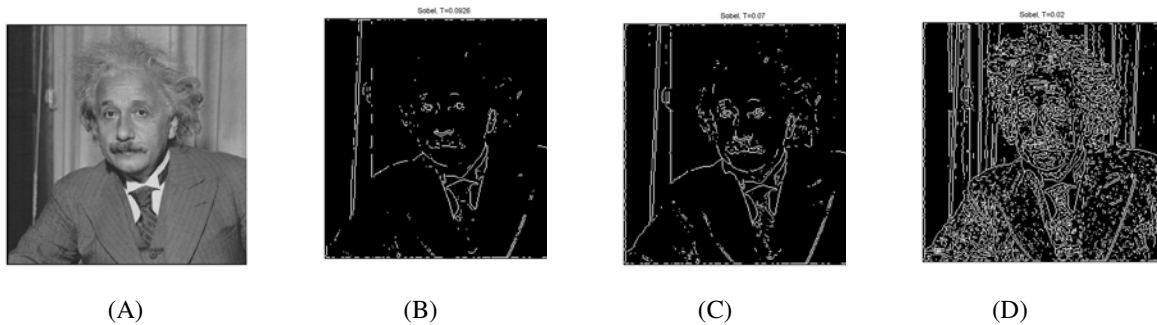 Sobel, T=0.0926
Sobel, T=0.07
Sobel, T=0.02
(A)
(B)
(C)
(D)